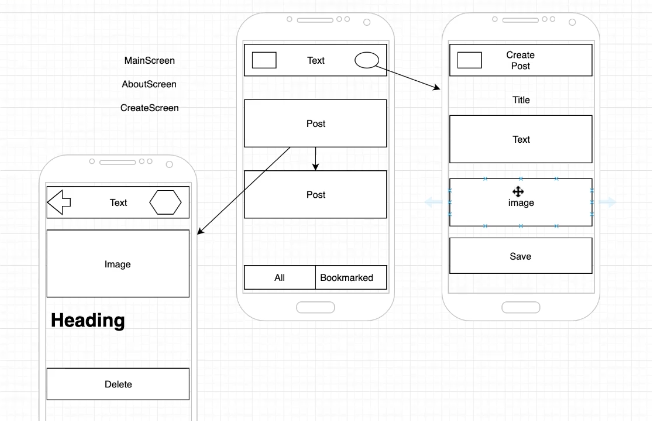 MainScreen
AboutScreen
CreateScreen
Text
Post
Post
All
Bookmarked
Create
Post
Title
Text
image
Save
Text
Image
Heading
Delete